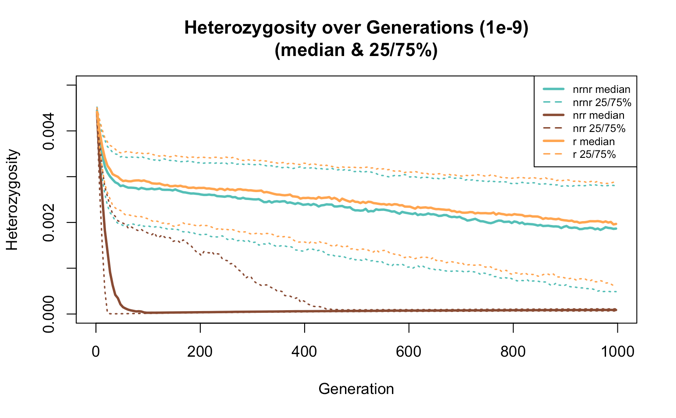 Heterozygosity over Generations (1e-9)
(median & 25/75%)
nrnr median
nrnr 25/75%
nrr median
nrr 25/75%
r median
r 25/75%
Heterozygosity
0.004
0.002
0.000
0 200 400 600 800 1000
Generation